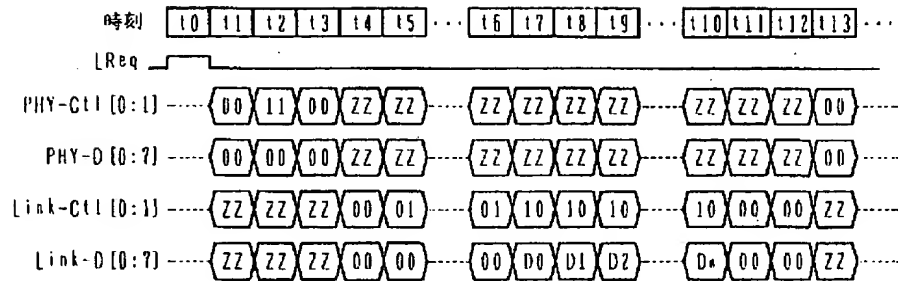 時刻 t0 t1 t2 t3 t4 t5 ··· t6 t7 t8 t9 ··· t10 t11 t12 t13 ···
LReq
PHY-Ctl [0:1] 00 11 00 ZZ ZZ ZZ ZZ ZZ ZZ ZZ ZZ ZZ 00
PHY-D [0:7] 00 00 00 ZZ ZZ ZZ ZZ ZZ ZZ ZZ ZZ ZZ 00
Link-Ctl [0:1] ZZ ZZ ZZ 00 01 01 10 10 10 10 00 00 ZZ
Link-D [0:7] ZZ ZZ ZZ 00 00 00 D0 D1 D2 Dn 00 00 ZZ